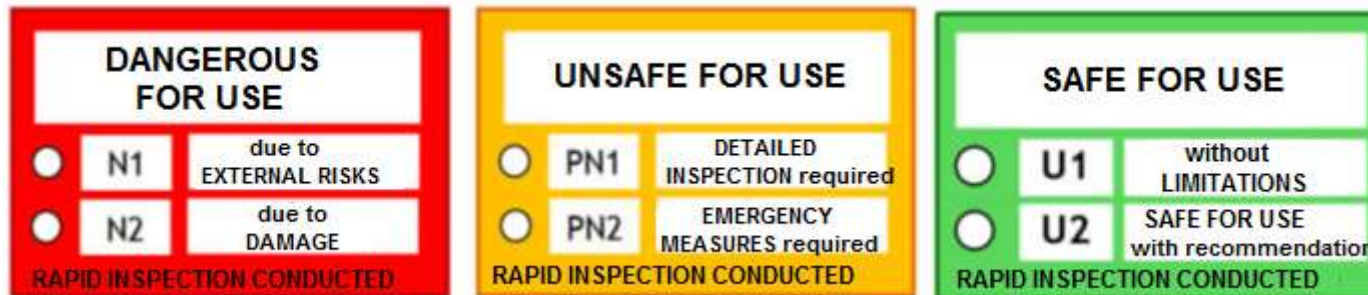 DANGEROUS
FOR USE
N1
due to
EXTERNAL RISKS
N2
due to
DAMAGE
RAPID INSPECTION CONDUCTED
UNSAFE FOR USE
PN1
DETAILED
INSPECTION required
PN2
EMERGENCY
MEASURES required
RAPID INSPECTION CONDUCTED
SAFE FOR USE
U1
without
LIMITATIONS
U2
SAFE FOR USE
with recommendation
RAPID INSPECTION CONDUCTED